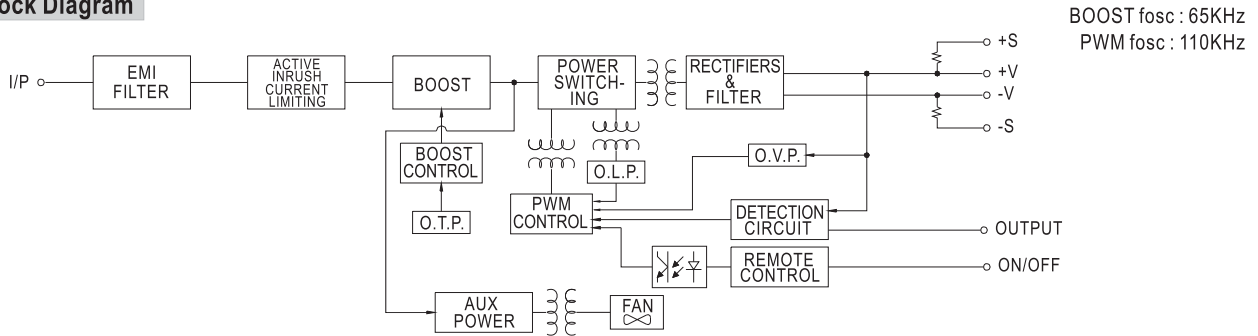 ock Diagram
BOOST fosc : 65KHz
PWM fosc : 110KHz
I/P
EMI
FILTER
ACTIVE
INRUSH
CURRENT
LIMITING
BOOST
POWER
SWITCH-
ING
RECTIFIERS
&
FILTER
+S
+V
-V
-S
BOOST
CONTROL
O.L.P.
O.V.P.
O.T.P.
PWM
CONTROL
DETECTION
CIRCUIT
OUTPUT
REMOTE
CONTROL
ON/OFF
AUX
POWER
FAN